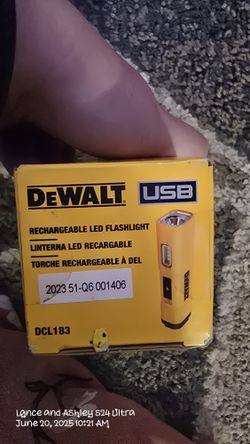 DEWALT
USB
RECHARGEABLE LED FLASHLIGHT
LINTERNA LED RECARGABLE
TORCHE RECHARGEABLE À DEL
2023 51-Q6 001406
DCL183
Lance and Ashley S24 Ultra
June 20, 2025 10:21 AM